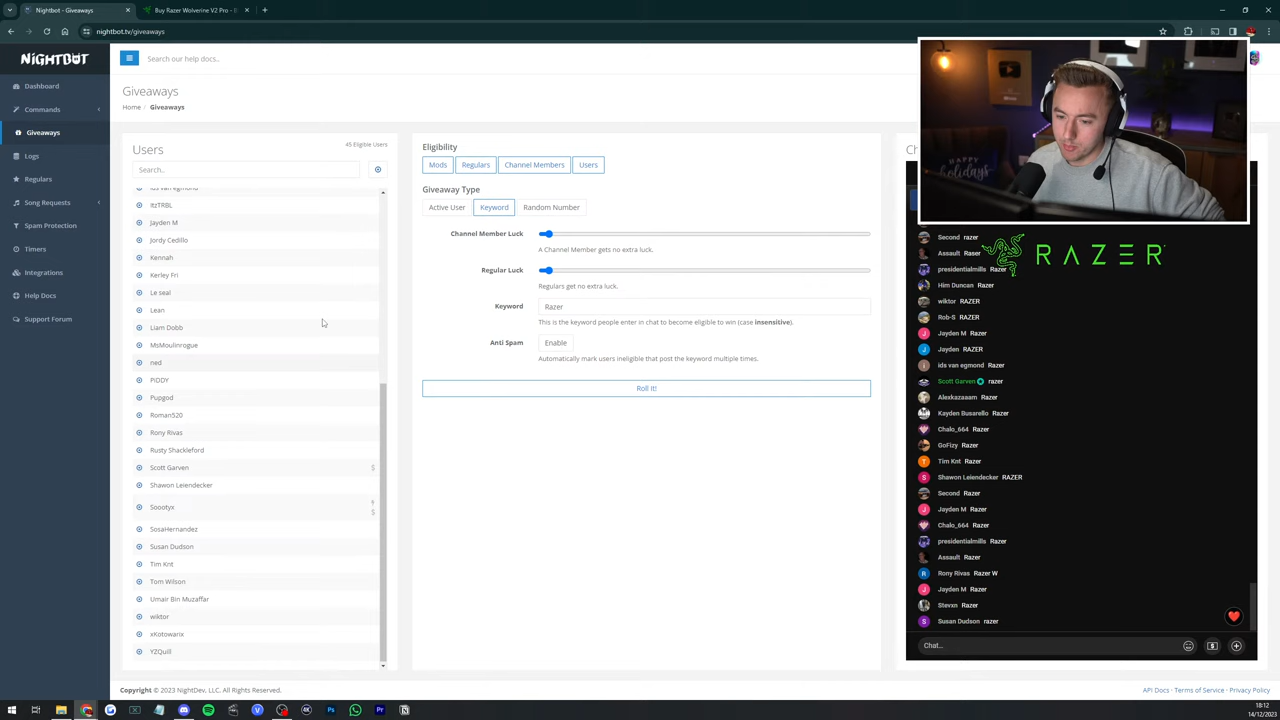 Nightbot - Giveaways
Buy Razer Wolverine V2 Pro - E
nightbot.tv/giveaways
NIGHTBOT
Search our help docs..
Dashboard
Commands
Giveaways
Logs
Regulars
Song Requests
Spam Protection
Timers
Integrations
Help Docs
Support Forum
Giveaways
Home / Giveaways
Users
45 Eligible Users
Search..
ids van egmond
ItzTRBL
Jayden M
Jordy Cedillo
Kennah
Kerley Fri
Le seal
Lean
Liam Dobb
MsMoulinrogue
ned
PIDDY
Pupgod
Roman520
Rony Rivas
Rusty Shackleford
Scott Garven $
Shawon Leiendecker
Soootyx $
SosaHernandez
Susan Dudson
Tim Knt
Tom Wilson
Umair Bin Muzaffar
wiktor
xKotowarix
YZQuill
Eligibility
Mods Regulars Channel Members Users
Giveaway Type
Active User Keyword Random Number
Channel Member Luck
A Channel Member gets no extra luck.
Regular Luck
Regulars get no extra luck.
Keyword Razer
This is the keyword people enter in chat to become eligible to win (case insensitive).
Anti Spam Enable
Automatically mark users ineligible that post the keyword multiple times.
Roll It!
HAPPY
holidays
RAZER
Second razer
Assault Raser
presidentialmills Razer
Him Duncan Razer
wiktor RAZER
Rob-S RAZER
Jayden M Razer
Jayden RAZER
ids van egmond Razer
Scott Garven razer
Alexkazaaam Razer
Kayden Busarello Razer
Chalo_664 Razer
GoFizy Razer
Tim Knt Razer
Shawon Leiendecker RAZER
Second Razer
Jayden M Razer
Chalo_664 Razer
presidentialmills Razer
Assault Razer
Rony Rivas Razer W
Jayden M Razer
Stevxn Razer
Susan Dudson razer
Chat...
Copyright © 2023 NightDev, LLC. All Rights Reserved.
API Docs · Terms of Service · Privacy Policy
18:12
14/12/2023